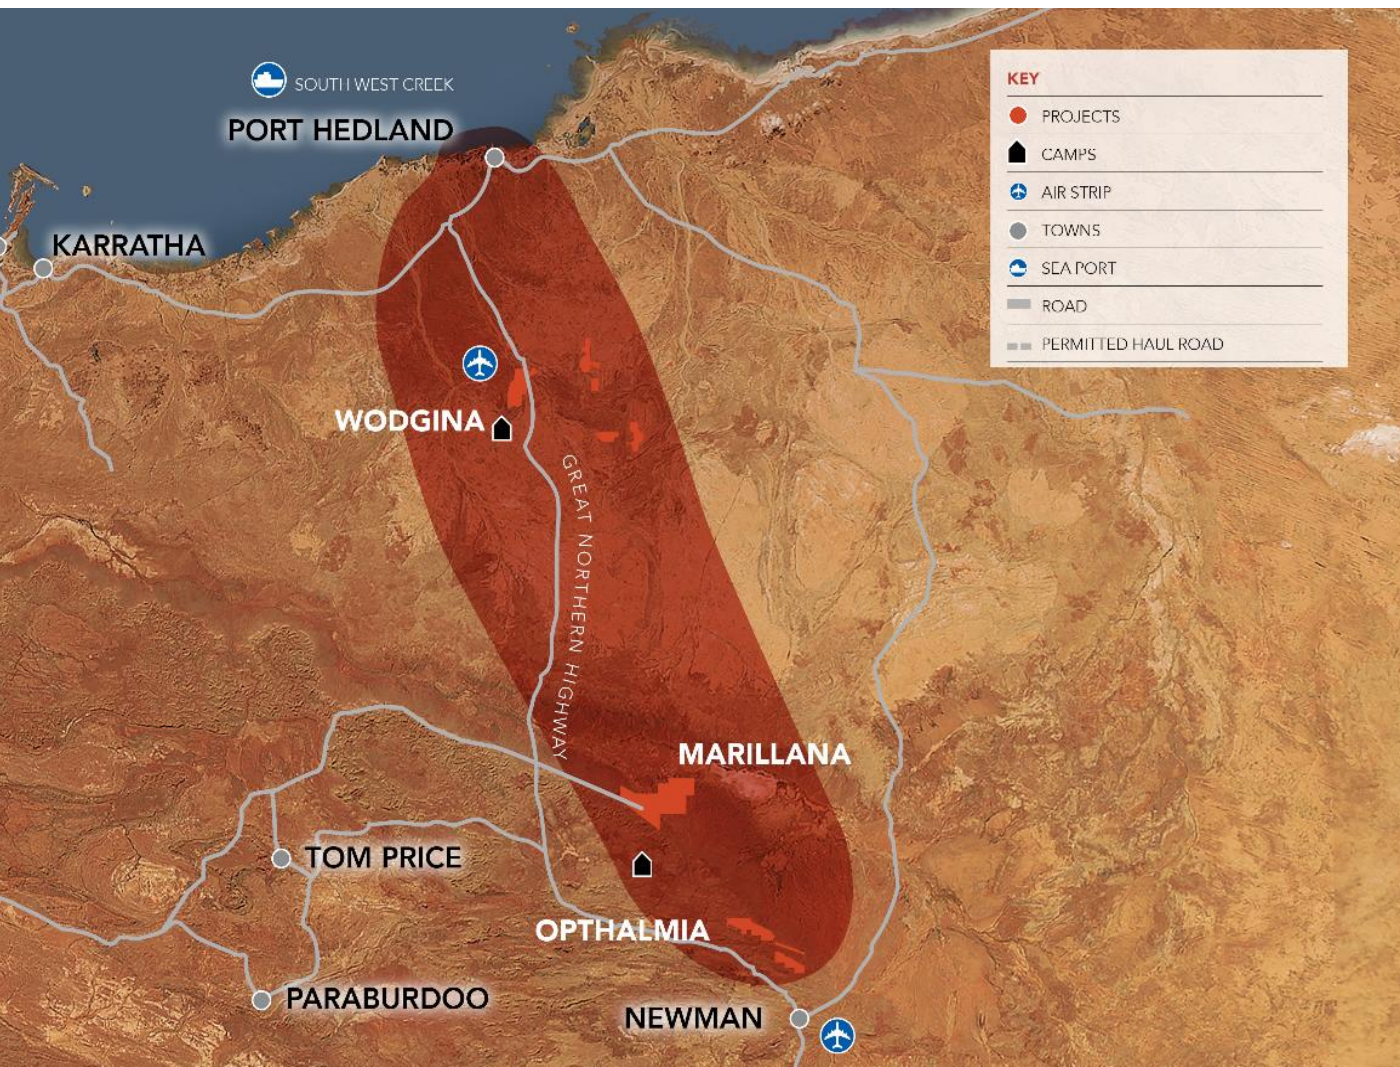 SOUTH WEST CREEK
PORT HEDLAND
KARRATHA
KEY
PROJECTS
CAMPS
AIR STRIP
TOWNS
SEA PORT
ROAD
PERMITTED HAUL ROAD
WODGINA
GREAT NORTHERN HIGHWAY
MARILLANA
TOM PRICE
OPTHALMIA
PARABURDOO
NEWMAN